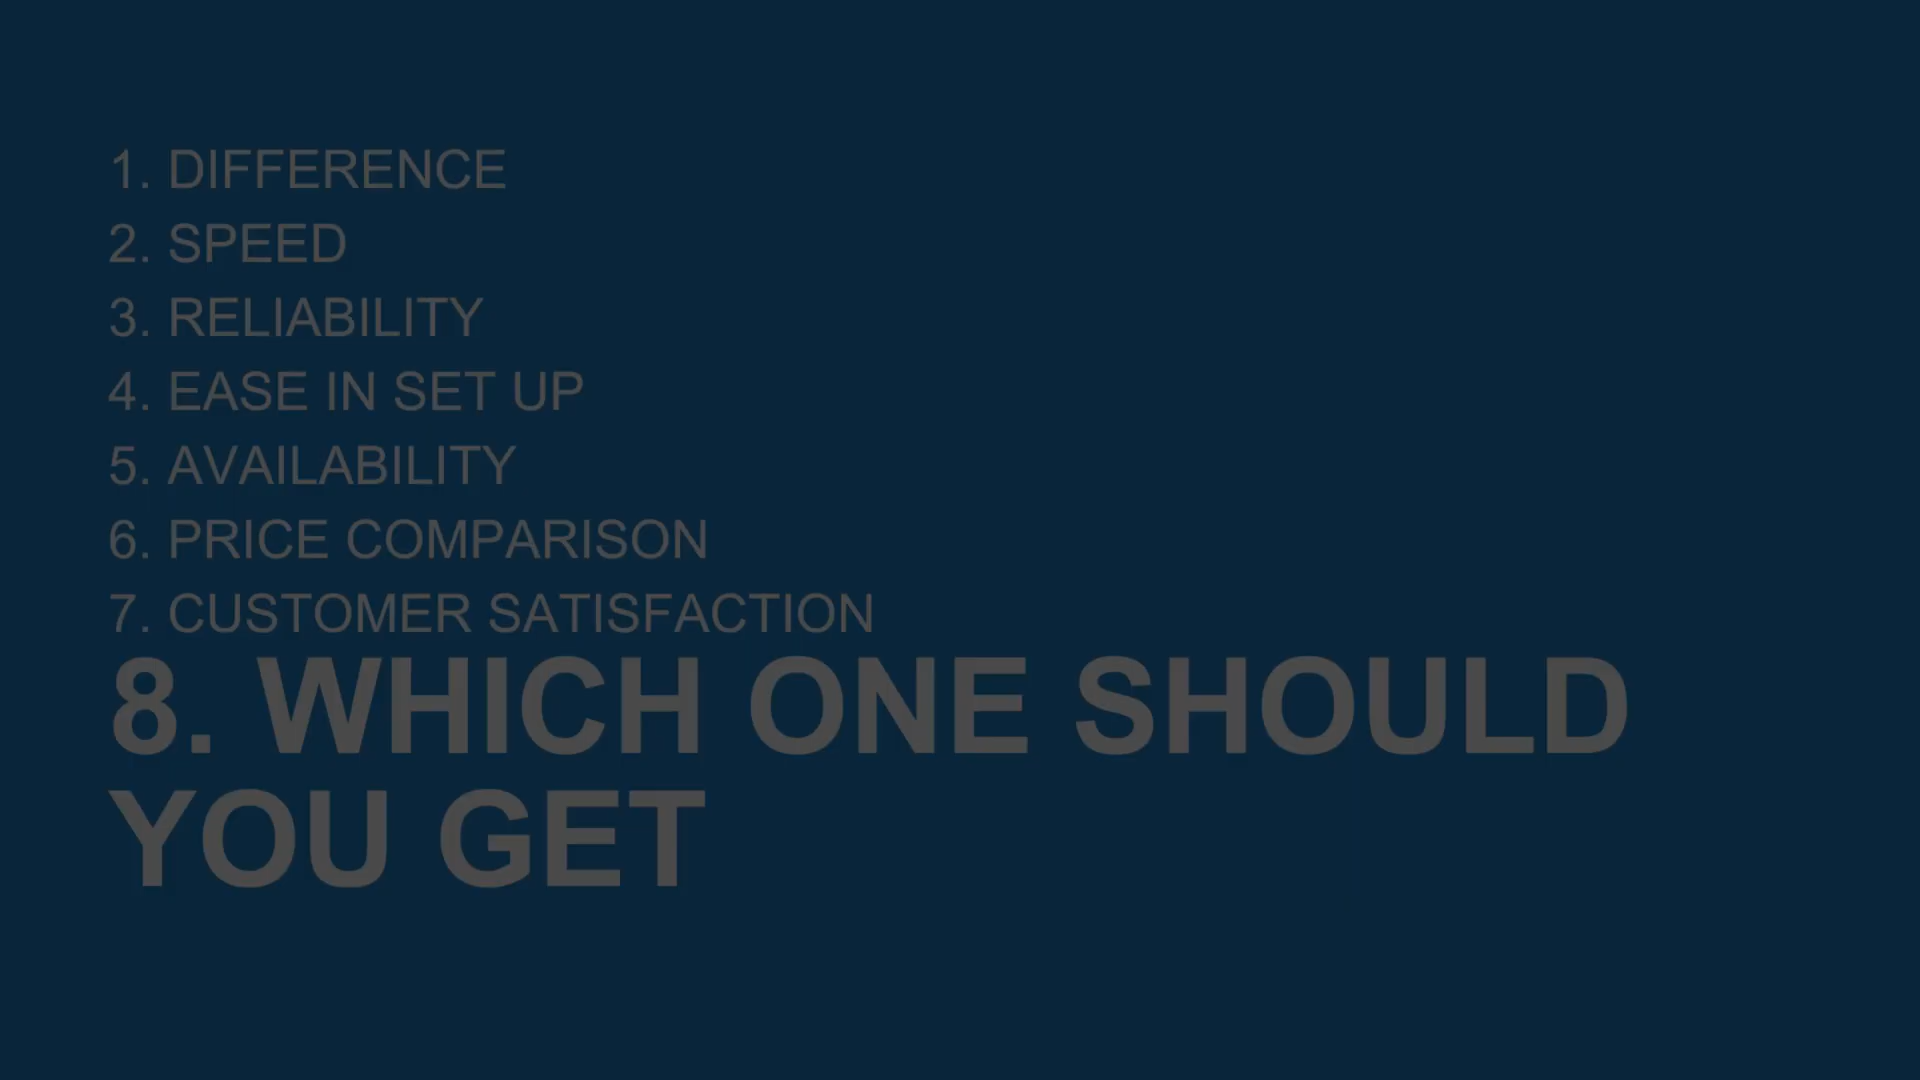 1. DIFFERENCE
2. SPEED
3. RELIABILITY
4. EASE IN SET UP
5. AVAILABILITY
6. PRICE COMPARISON
7. CUSTOMER SATISFACTION
8. WHICH ONE SHOULD
YOU GET